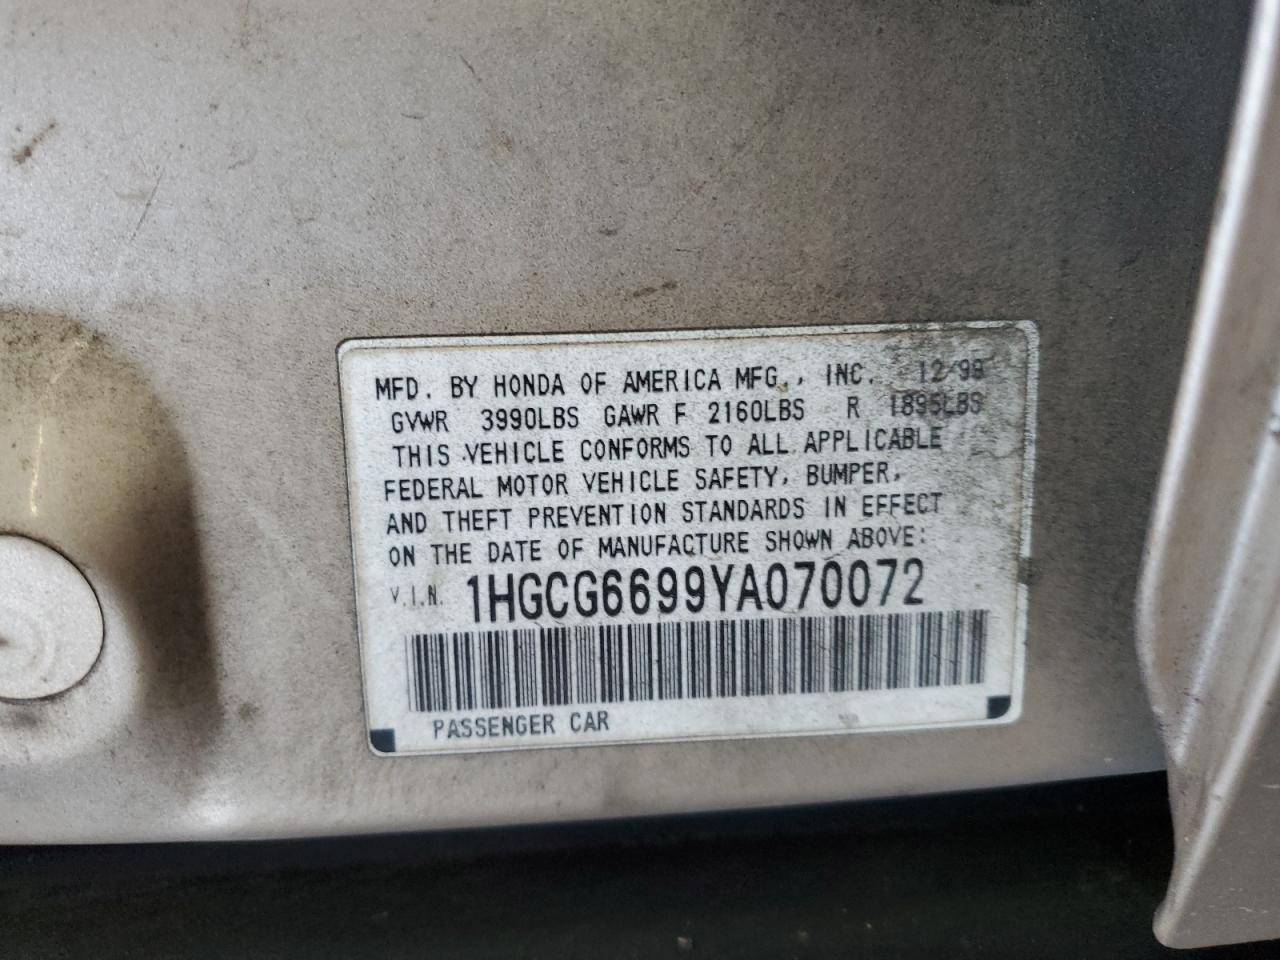 MFD. BY HONDA OF AMERICA MFG., INC. 12/99
GVWR 3990LBS GAWR F 2160LBS R 1895LBS
THIS VEHICLE CONFORMS TO ALL APPLICABLE
FEDERAL MOTOR VEHICLE SAFETY, BUMPER,
AND THEFT PREVENTION STANDARDS IN EFFECT
ON THE DATE OF MANUFACTURE SHOWN ABOVE:
V.I.N. 1HGCG6699YA070072
PASSENGER CAR